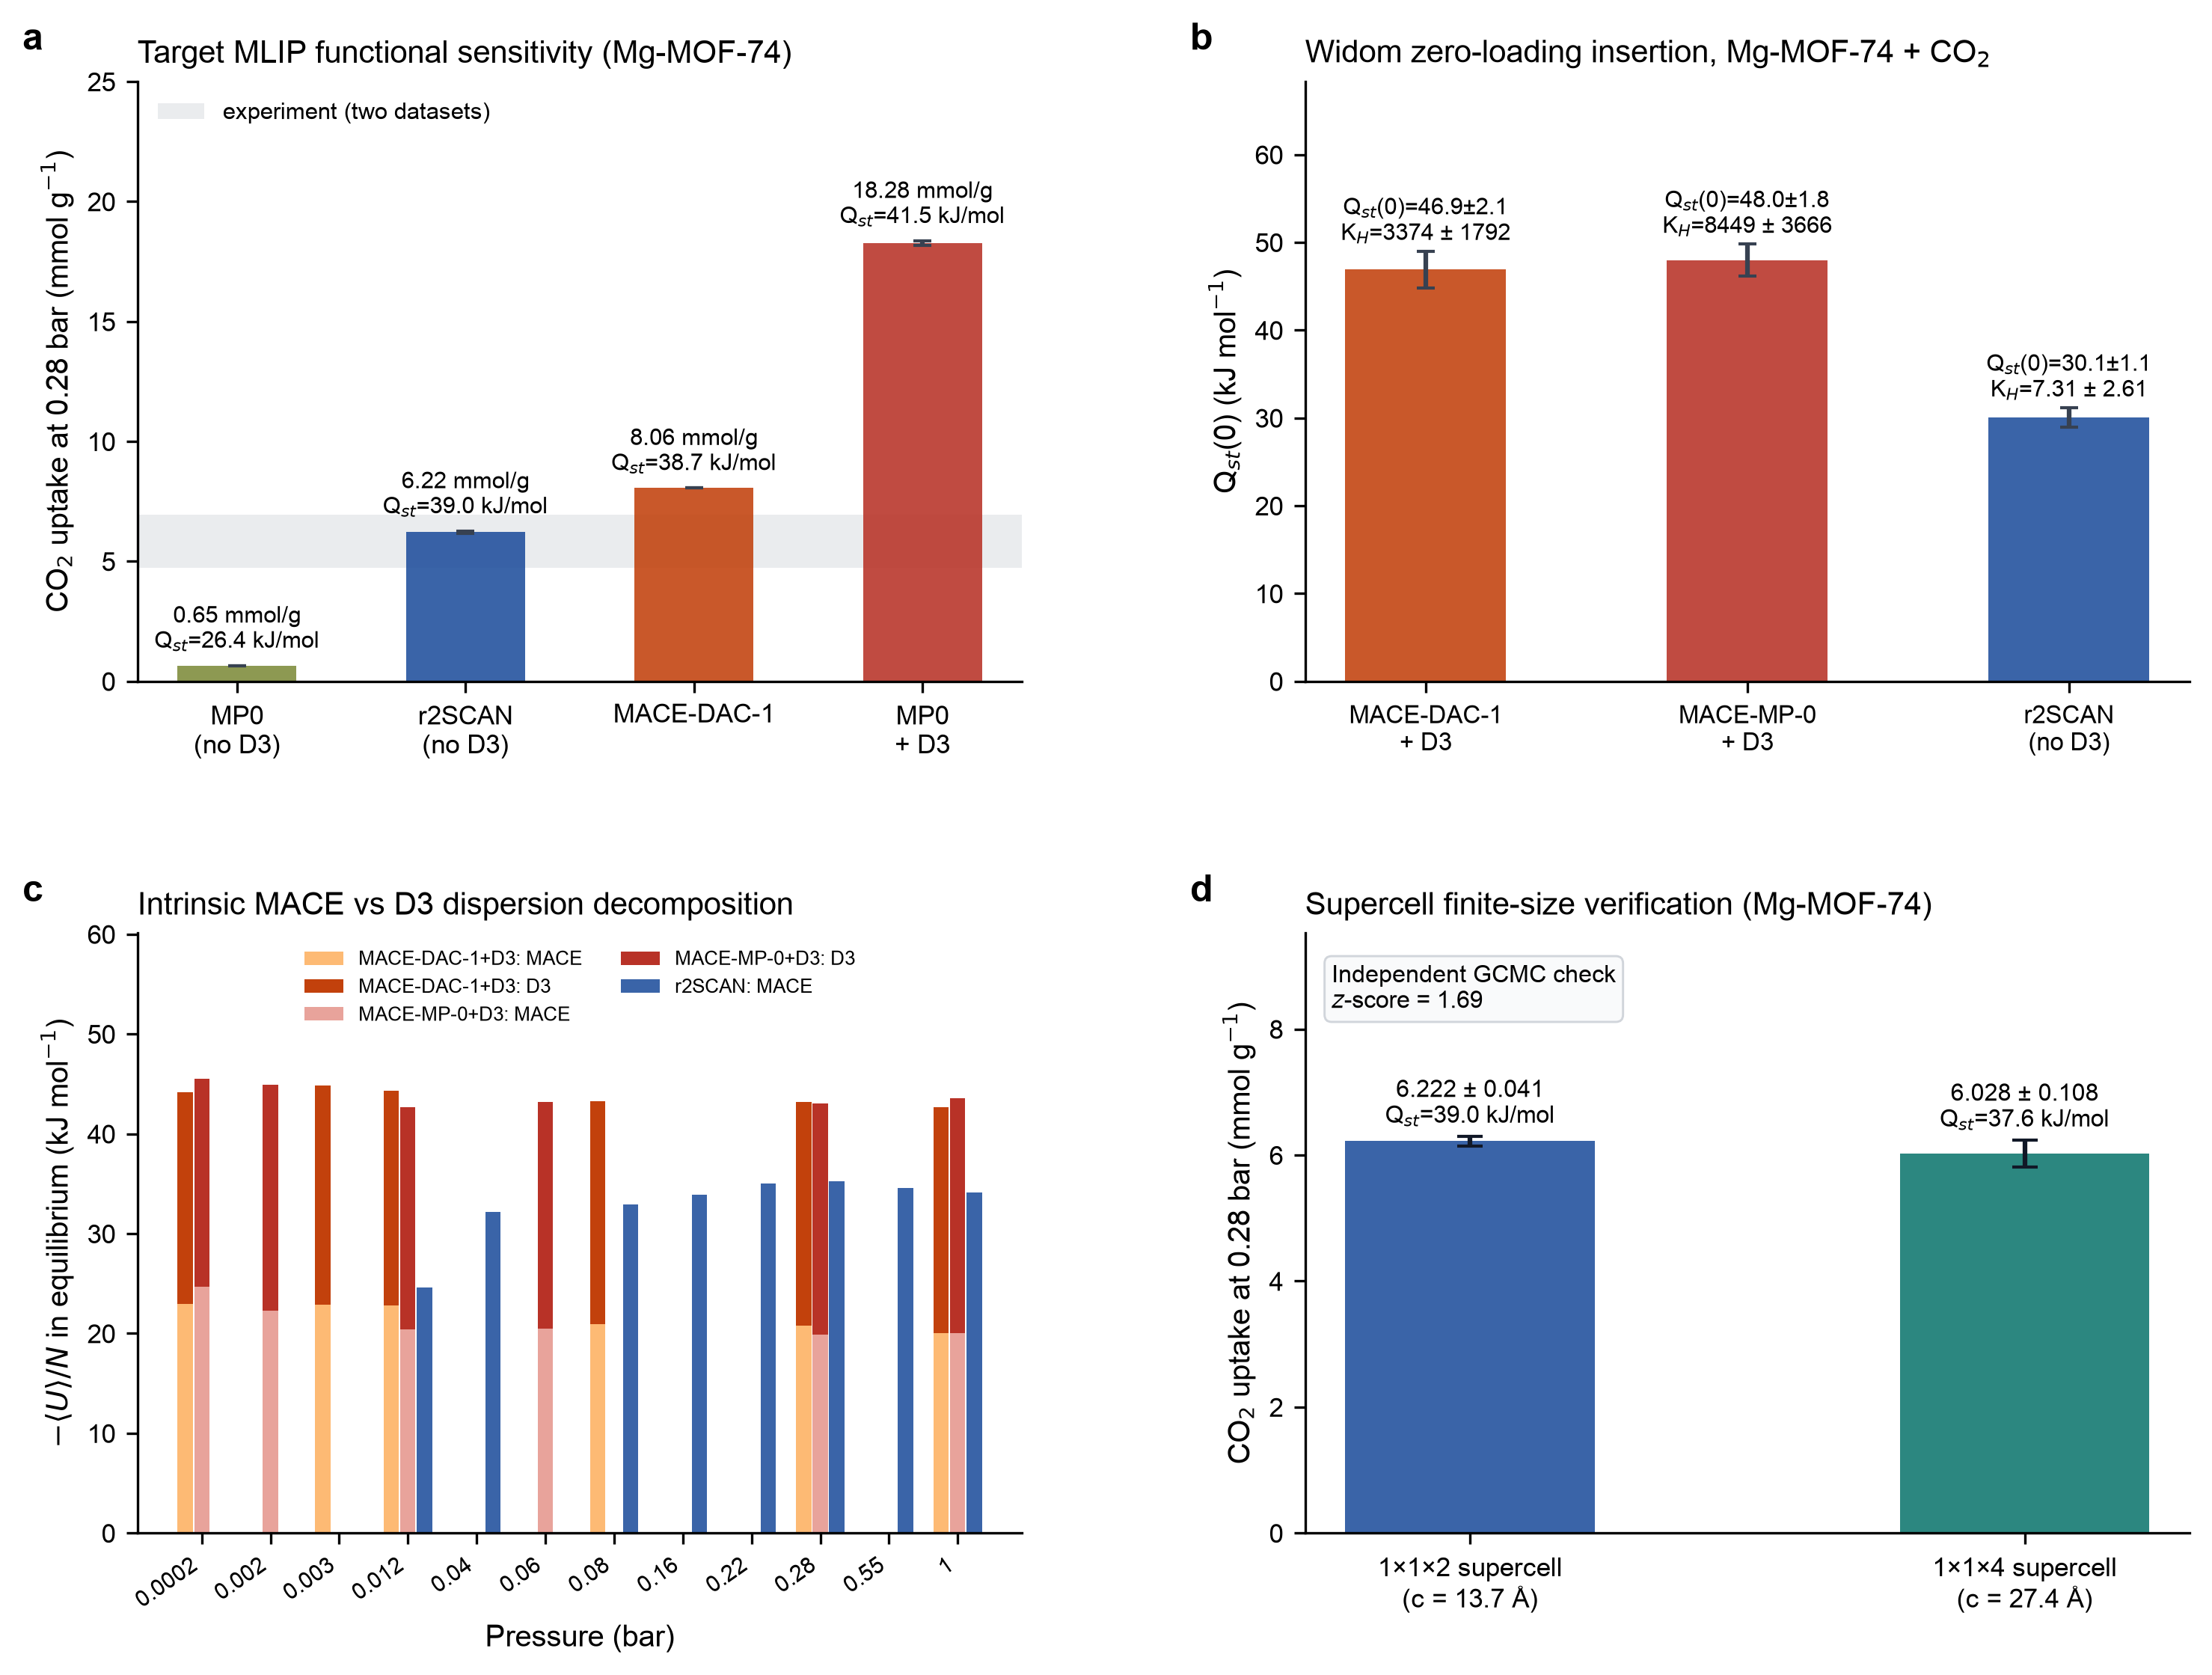 a
Target MLIP functional sensitivity (Mg-MOF-74)
25
20
15
10
5
0
CO₂ uptake at 0.28 bar (mmol g⁻¹)
experiment (two datasets)
0.65 mmol/g
Qst=26.4 kJ/mol
6.22 mmol/g
Qst=39.0 kJ/mol
8.06 mmol/g
Qst=38.7 kJ/mol
18.28 mmol/g
Qst=41.5 kJ/mol
MP0
(no D3)
r2SCAN
(no D3)
MACE-DAC-1
MP0
+ D3
b
Widom zero-loading insertion, Mg-MOF-74 + CO₂
60
50
40
30
20
10
0
Qst(0) (kJ mol⁻¹)
Qst(0)=46.9±2.1
KH=3374 ± 1792
Qst(0)=48.0±1.8
KH=8449 ± 3666
Qst(0)=30.1±1.1
KH=7.31 ± 2.61
MACE-DAC-1
+ D3
MACE-MP-0
+ D3
r2SCAN
(no D3)
c
Intrinsic MACE vs D3 dispersion decomposition
60
50
40
30
20
10
0
−⟨U⟩/N in equilibrium (kJ mol⁻¹)
MACE-DAC-1+D3: MACE
MACE-DAC-1+D3: D3
MACE-MP-0+D3: MACE
MACE-MP-0+D3: D3
r2SCAN: MACE
0.0002
0.002
0.003
0.012
0.04
0.06
0.08
0.16
0.22
0.28
0.55
1
Pressure (bar)
d
Supercell finite-size verification (Mg-MOF-74)
8
6
4
2
0
CO₂ uptake at 0.28 bar (mmol g⁻¹)
Independent GCMC check
z-score = 1.69
6.222 ± 0.041
Qst=39.0 kJ/mol
6.028 ± 0.108
Qst=37.6 kJ/mol
1×1×2 supercell
(c = 13.7 Å)
1×1×4 supercell
(c = 27.4 Å)